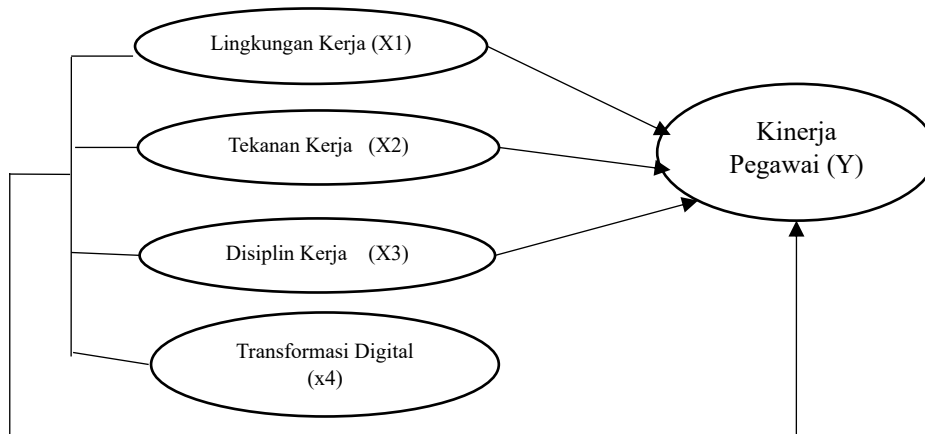 Lingkungan Kerja (X1)
Tekanan Kerja (X2)
Kinerja
Pegawai (Y)
Disiplin Kerja (X3)
Transformasi Digital
(x4)